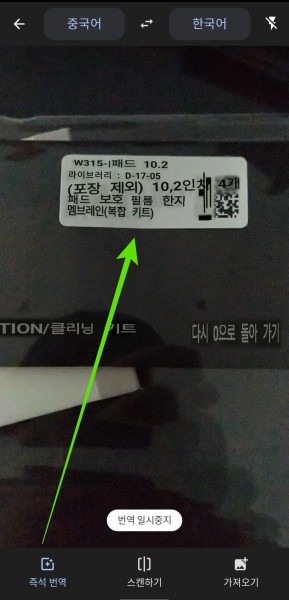 중국어
한국어
W315-i패드 10.2
라이브러리 : D-17-05
(포장 제외) 10,2인치
4개
패드 보호 필름 한지
멤브레인(복합 키트)
TION/클리닝 키트
다시 0으로 돌아 가기
번역 일시중지
즉석 번역
스캔하기
가져오기